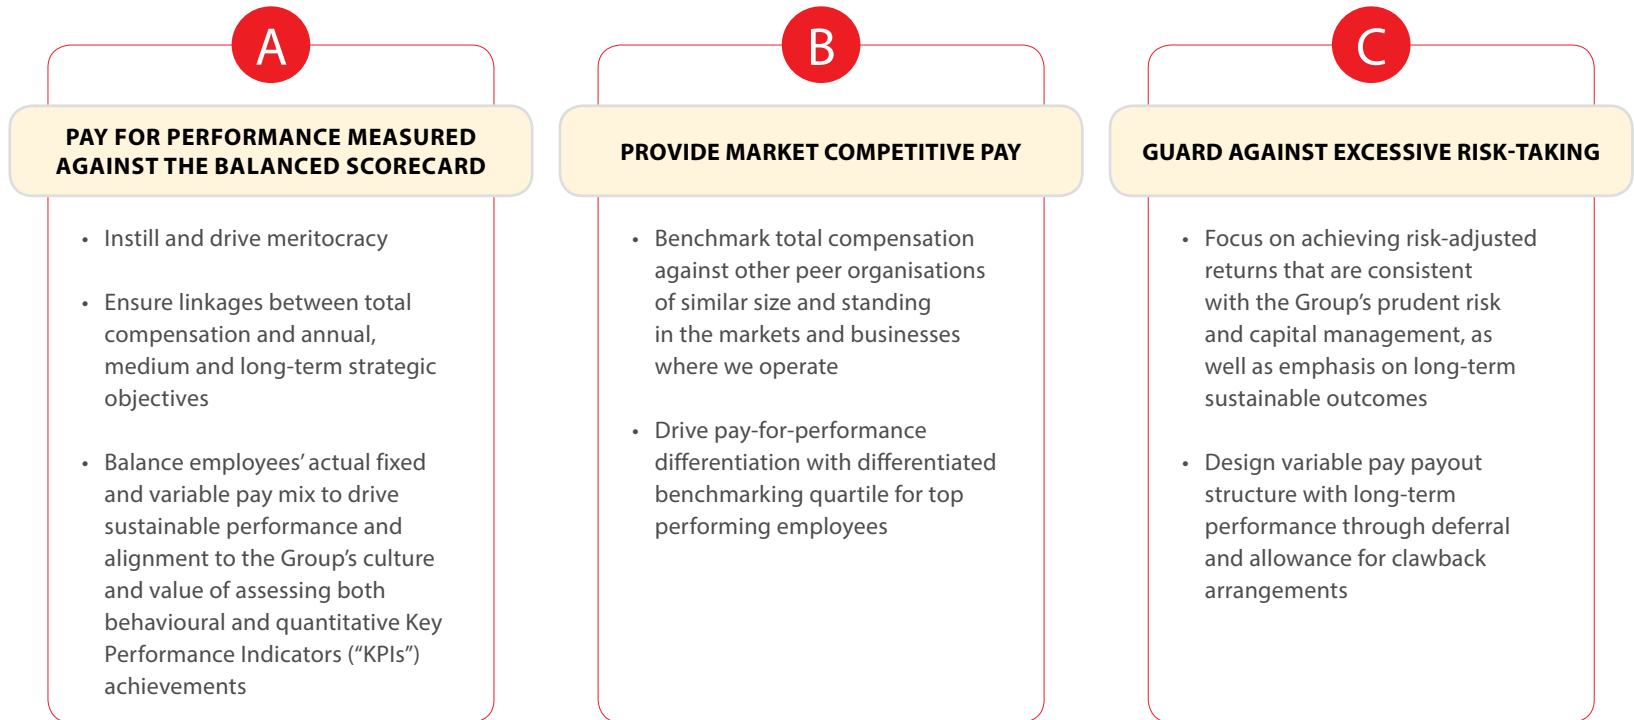 A
PAY FOR PERFORMANCE MEASURED
AGAINST THE BALANCED SCORECARD
• Instill and drive meritocracy
• Ensure linkages between total
compensation and annual,
medium and long-term strategic
objectives
• Balance employees’ actual fixed
and variable pay mix to drive
sustainable performance and
alignment to the Group’s culture
and value of assessing both
behavioural and quantitative Key
Performance Indicators (“KPIs”)
achievements
B
PROVIDE MARKET COMPETITIVE PAY
• Benchmark total compensation
against other peer organisations
of similar size and standing
in the markets and businesses
where we operate
• Drive pay-for-performance
differentiation with differentiated
benchmarking quartile for top
performing employees
C
GUARD AGAINST EXCESSIVE RISK-TAKING
• Focus on achieving risk-adjusted
returns that are consistent
with the Group’s prudent risk
and capital management, as
well as emphasis on long-term
sustainable outcomes
• Design variable pay payout
structure with long-term
performance through deferral
and allowance for clawback
arrangements